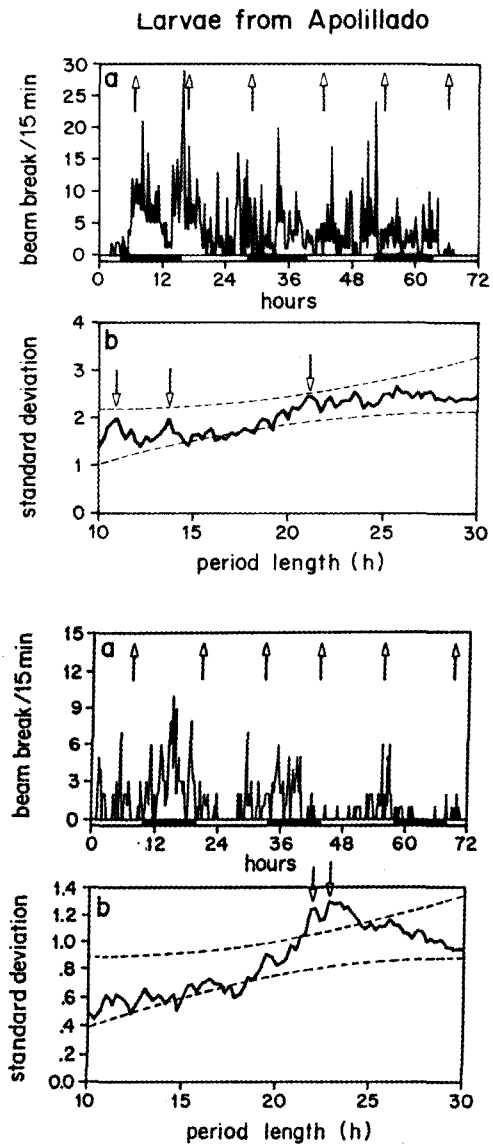 Larvae from Apolillado
a
beam break/15 min
30
25
20
15
10
5
0
0 12 24 36 48 60 72
hours
b
standard deviation
4
3
2
1
0
10 15 20 25 30
period length (h)
a
beam break/15 min
15
12
9
6
3
0
0 12 24 36 48 60 72
hours
b
standard deviation
1.4
1.2
1.0
.8
.6
.4
.2
0.0
10 15 20 25 30
period length (h)